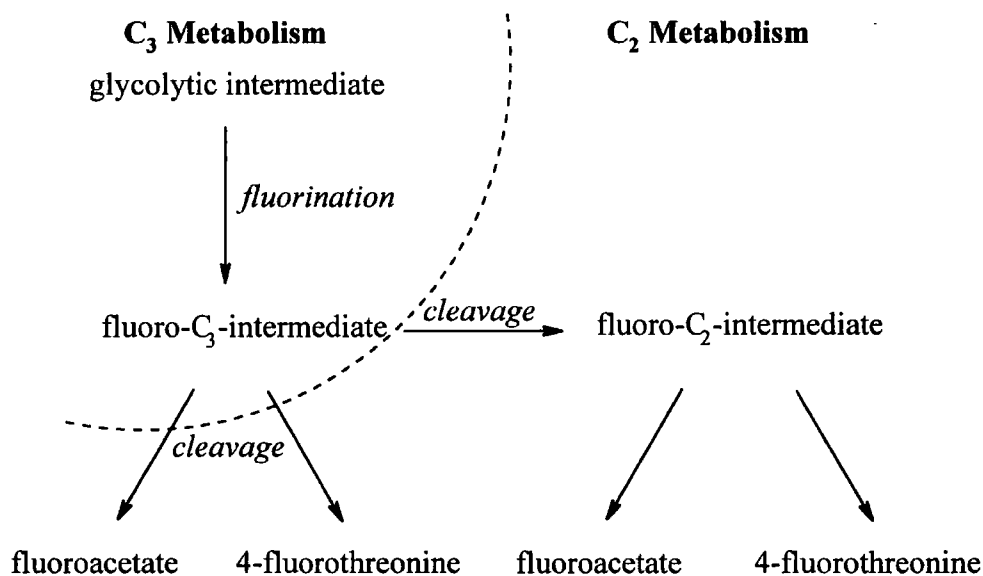 C₃ Metabolism
C₂ Metabolism
glycolytic intermediate
fluorination
fluoro-C₃-intermediate
cleavage
fluoro-C₂-intermediate
cleavage
fluoroacetate
4-fluorothreonine
fluoroacetate
4-fluorothreonine